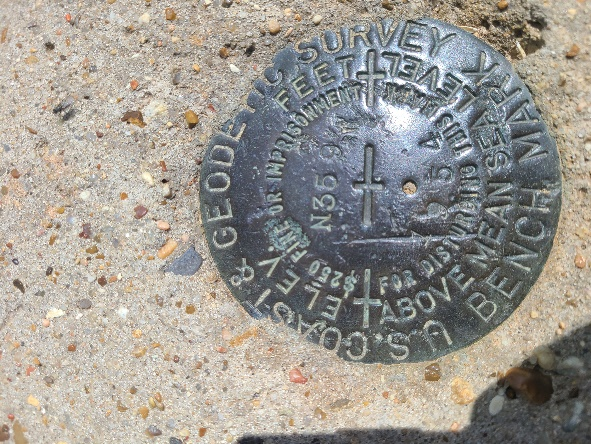 U.S. COAST & GEODETIC SURVEY
BENCH MARK
ELEV
FEET
ABOVE MEAN SEA LEVEL
$250 FINE OR IMPRISONMENT
FOR DISTURBING THIS MARK
1954